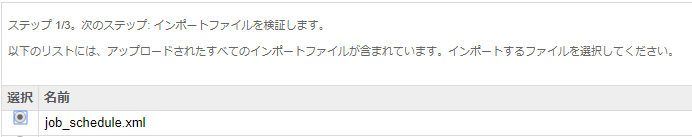 ステップ 1/3。次のステップ: インポートファイルを検証します。
以下のリストには、アップロードされたすべてのインポートファイルが含まれています。インポートするファイルを選択してください。
選択 名前
job_schedule.xml